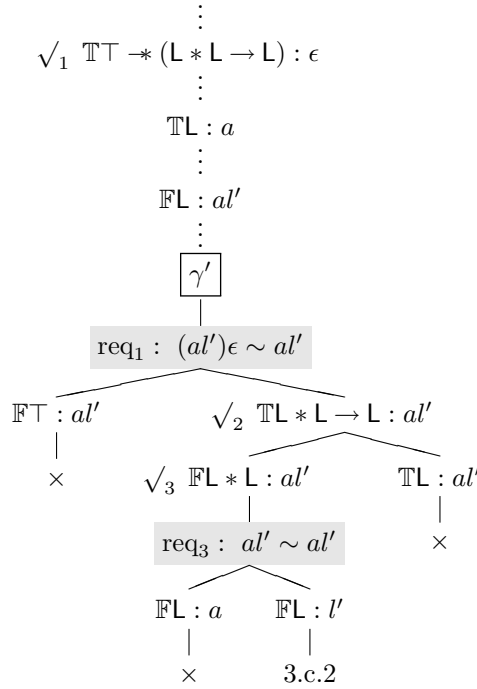 √₁ 𝕋⊤ −∗ (L ∗ L → L) : ϵ
𝕋L : a
𝔽L : al′
γ′
req₁ : (al′)ϵ ∼ al′
𝔽⊤ : al′ √₂ 𝕋L ∗ L → L : al′
× √₃ 𝔽L ∗ L : al′ 𝕋L : al′
req₃ : al′ ∼ al′ ×
𝔽L : a 𝔽L : l′
× 3.c.2